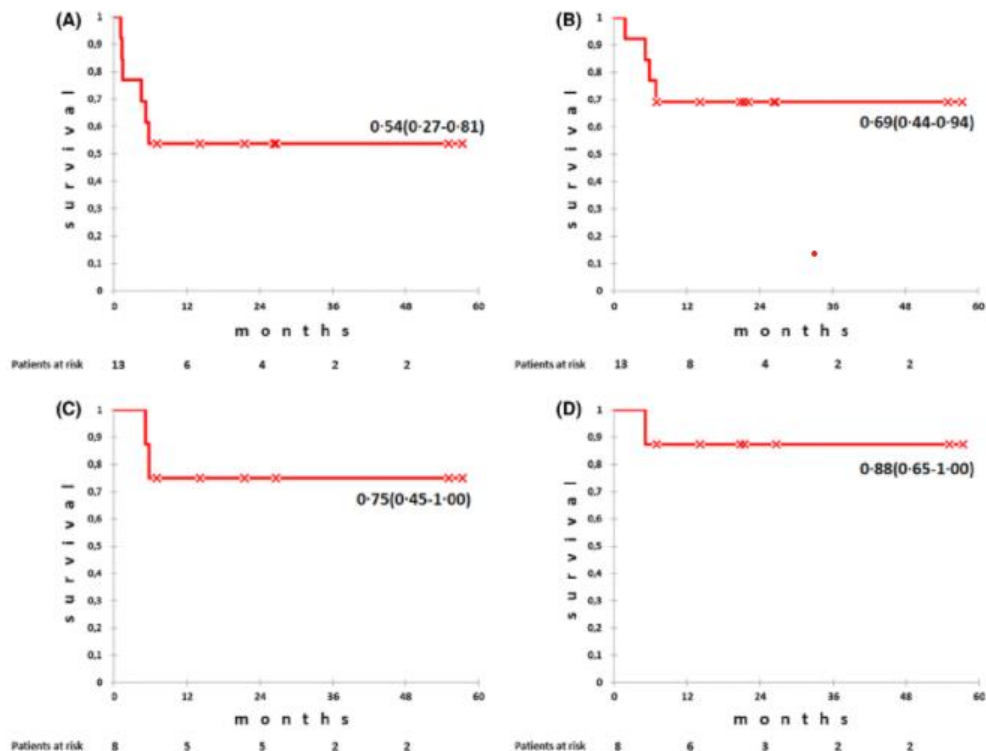 (A)
survival
1
0,9
0,8
0,7
0,6
0,5
0,4
0,3
0,2
0,1
0
0·54(0·27-0·81)
0 12 24 36 48 60
months
Patients at risk 13 6 4 2 2
(B)
survival
1
0,9
0,8
0,7
0,6
0,5
0,4
0,3
0,2
0,1
0
0·69(0·44-0·94)
0 12 24 36 48 60
months
Patients at risk 13 8 4 2 2
(C)
survival
1
0,9
0,8
0,7
0,6
0,5
0,4
0,3
0,2
0,1
0
0·75(0·45-1·00)
0 12 24 36 48 60
months
Patients at risk 8 5 5 2 2
(D)
survival
1
0,9
0,8
0,7
0,6
0,5
0,4
0,3
0,2
0,1
0
0·88(0·65-1·00)
0 12 24 36 48 60
months
Patients at risk 8 6 3 2 2